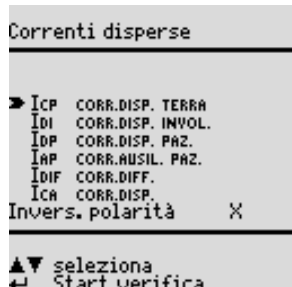 Correnti disperse
ICP CORR.DISP. TERRA
IDI CORR.DISP. INVOL.
IDP CORR.DISP. PAZ.
IAP CORR.AUSIL. PAZ.
IDIF CORR.DIFF.
ICA CORR.DISP.
Invers. polarità X
▲▼ seleziona
↵ Start verifica